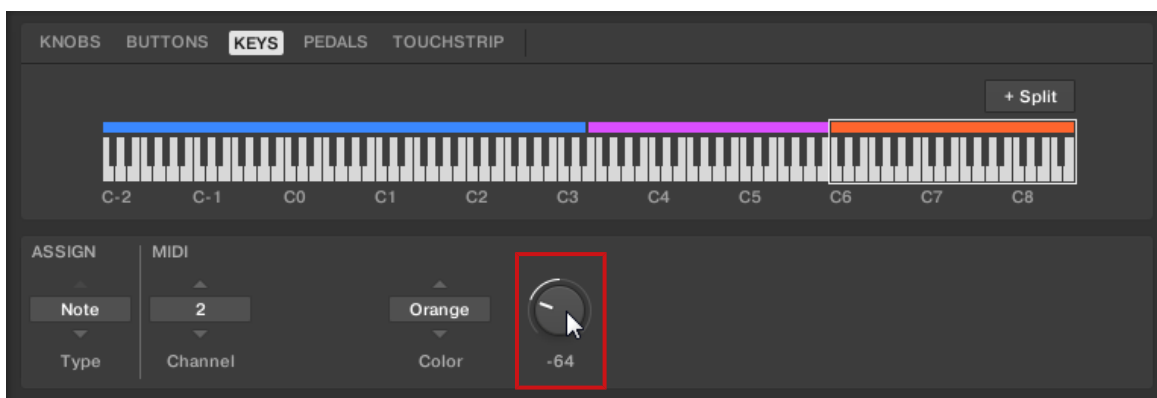 KNOBS BUTTONS KEYS PEDALS TOUCHSTRIP
+ Split
C-2 C-1 C0 C1 C2 C3 C4 C5 C6 C7 C8
ASSIGN MIDI
Note 2 Orange
Type Channel Color -64